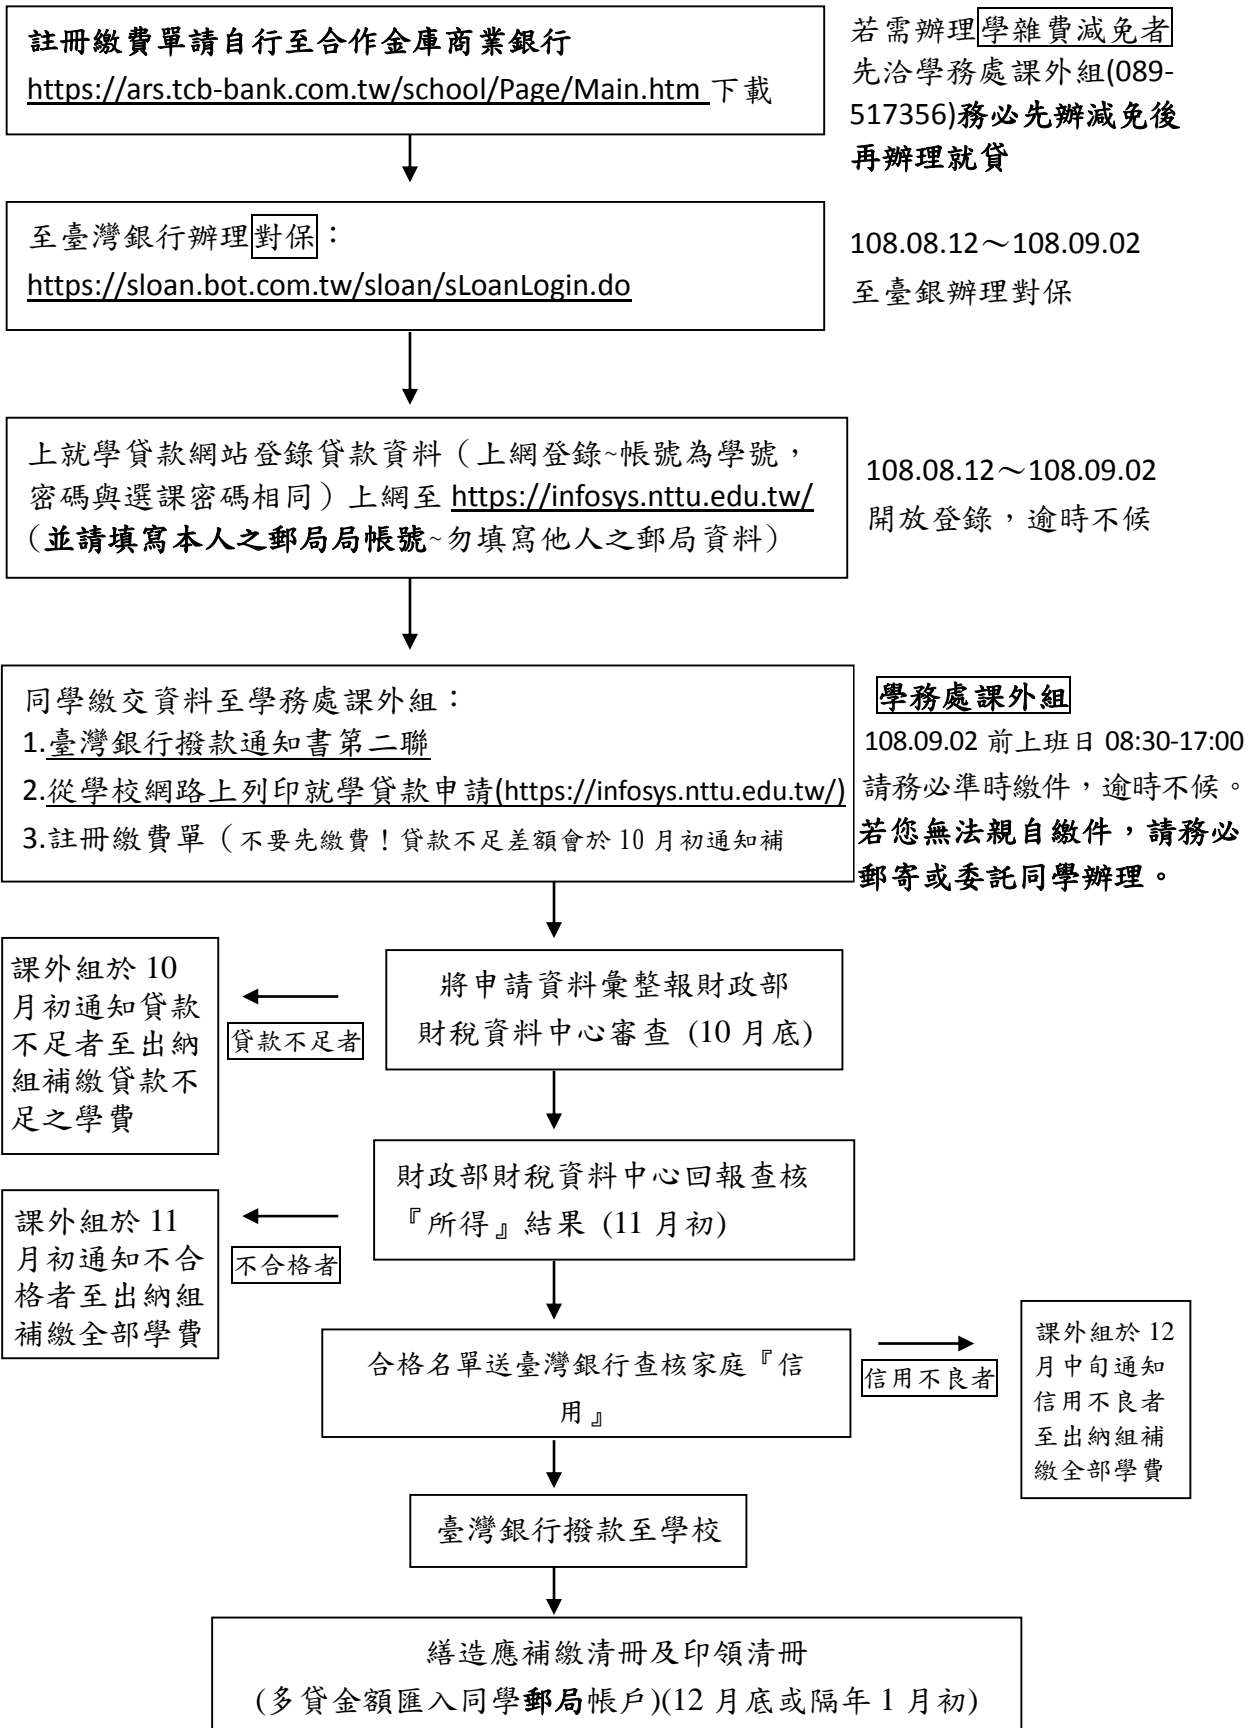 註冊繳費單請自行至合作金庫商業銀行
https://ars.tcb-bank.com.tw/school/Page/Main.htm 下載
若需辦理學雜費減免者
先洽學務處課外組(089-
517356)務必先辦減免後
再辦理就貸
至臺灣銀行辦理對保：
https://sloan.bot.com.tw/sloan/sLoanLogin.do
108.08.12～108.09.02
至臺銀辦理對保
上就學貸款網站登錄貸款資料（上網登錄~帳號為學號，
密碼與選課密碼相同）上網至 https://infosys.nttu.edu.tw/
（並請填寫本人之郵局局帳號~勿填寫他人之郵局資料）
108.08.12～108.09.02
開放登錄，逾時不候
同學繳交資料至學務處課外組：
1.臺灣銀行撥款通知書第二聯
2.從學校網路上列印就學貸款申請(https://infosys.nttu.edu.tw/)
3.註冊繳費單（不要先繳費！貸款不足差額會於 10 月初通知補
學務處課外組
108.09.02 前上班日 08:30-17:00
請務必準時繳件，逾時不候。
若您無法親自繳件，請務必
郵寄或委託同學辦理。
將申請資料彙整報財政部
財稅資料中心審查 (10 月底)
貸款不足者
課外組於 10
月初通知貸款
不足者至出納
組補繳貸款不
足之學費
財政部財稅資料中心回報查核
『所得』結果 (11 月初)
不合格者
課外組於 11
月初通知不合
格者至出納組
補繳全部學費
合格名單送臺灣銀行查核家庭『信
用』
信用不良者
課外組於 12
月中旬通知
信用不良者
至出納組補
繳全部學費
臺灣銀行撥款至學校
繕造應補繳清冊及印領清冊
(多貸金額匯入同學郵局帳戶)(12 月底或隔年 1 月初)